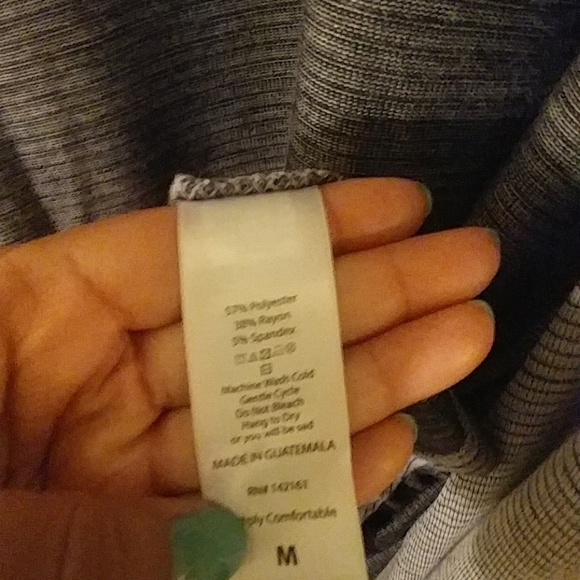 57% Polyester
38% Rayon
5% Spandex
Machine Wash Cold
Gentle Cycle
Do Not Bleach
Hang to Dry
or you will be sad
MADE IN GUATEMALA
RN# 142161
Comfortable
M